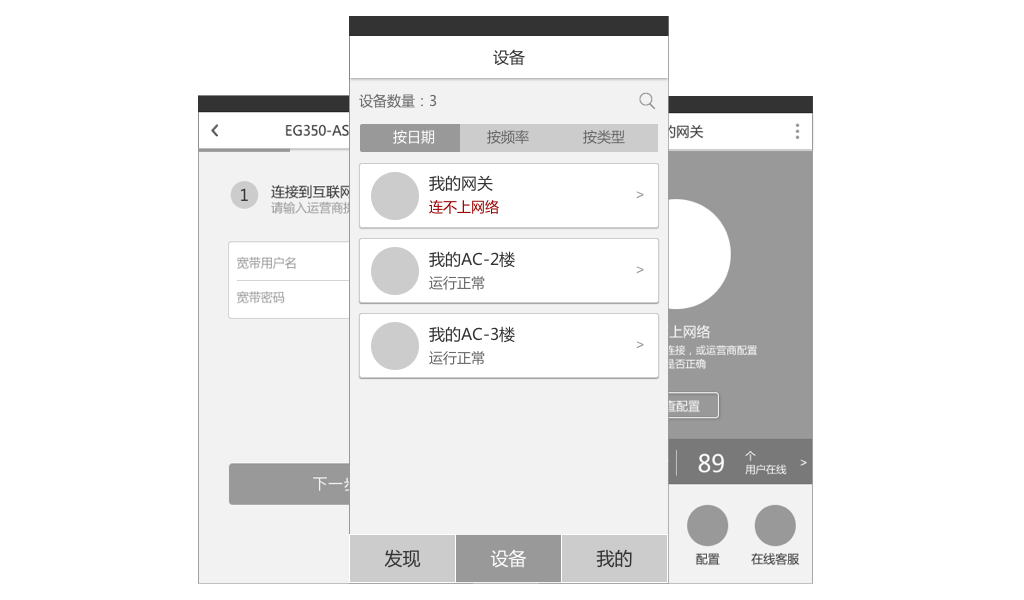 设备
设备数量：3
按日期 按频率 按类型
我的网关
连不上网络
>
我的AC-2楼
运行正常
>
我的AC-3楼
运行正常
>
发现 设备 我的
EG350-AS
1
连接到互联网
请输入运营商
宽带用户名
宽带密码
下一
的网关
上网络
连接，或运营商配置
是否正确
查配置
89
个
用户在线
>
配置 在线客服